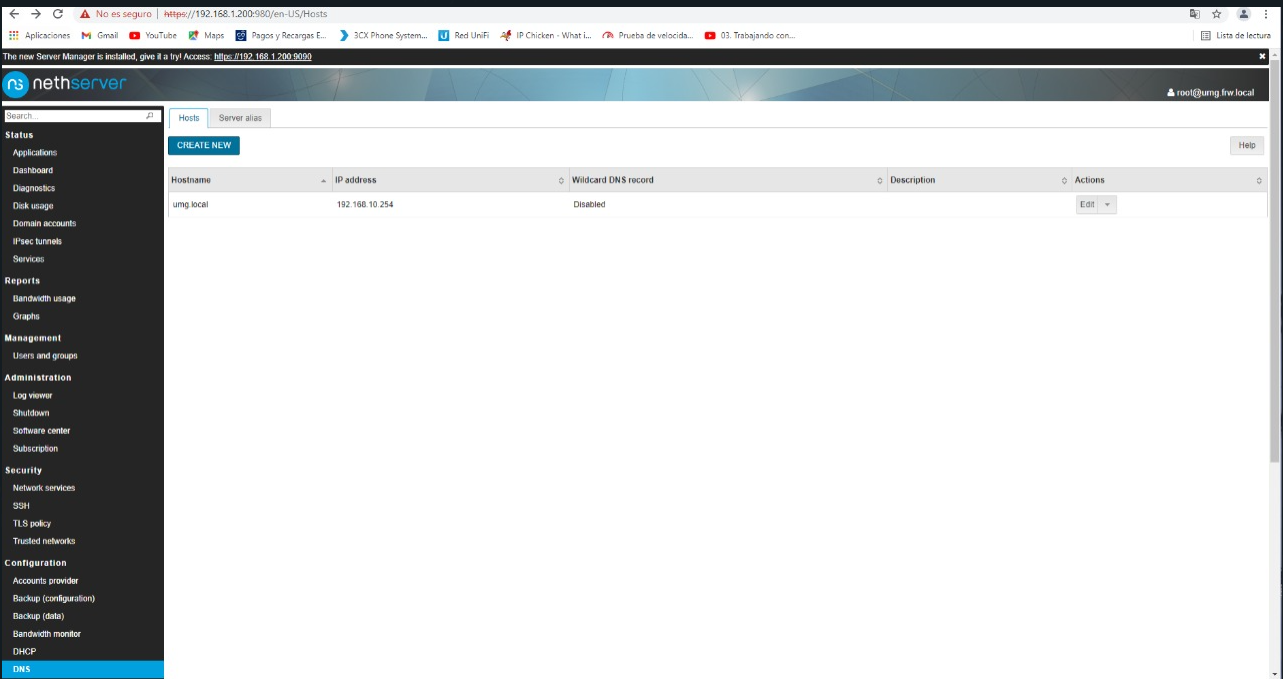 No es seguro | https://192.168.1.200:980/en-US/Hosts
Aplicaciones Gmail YouTube Maps Pagos y Recargas E... 3CX Phone System... Red UniFi IP Chicken - What i... Prueba de velocida... 03. Trabajando con... Lista de lectura
The new Server Manager is installed, give it a try! Access: https://192.168.1.200:9090
nethserver
root@umg.frw.local
Search...
Status
Applications
Dashboard
Diagnostics
Disk usage
Domain accounts
IPsec tunnels
Services
Reports
Bandwidth usage
Graphs
Management
Users and groups
Administration
Log viewer
Shutdown
Software center
Subscription
Security
Network services
SSH
TLS policy
Trusted networks
Configuration
Accounts provider
Backup (configuration)
Backup (data)
Bandwidth monitor
DHCP
DNS
Hosts Server alias
CREATE NEW Help
Hostname IP address Wildcard DNS record Description Actions
umg.local 192.168.10.254 Disabled Edit